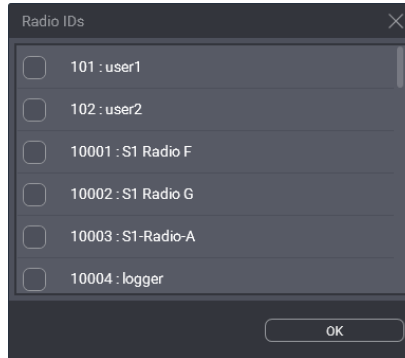 Radio IDs
101 : user1
102 : user2
10001 : S1 Radio F
10002 : S1 Radio G
10003 : S1-Radio-A
10004 : logger
OK